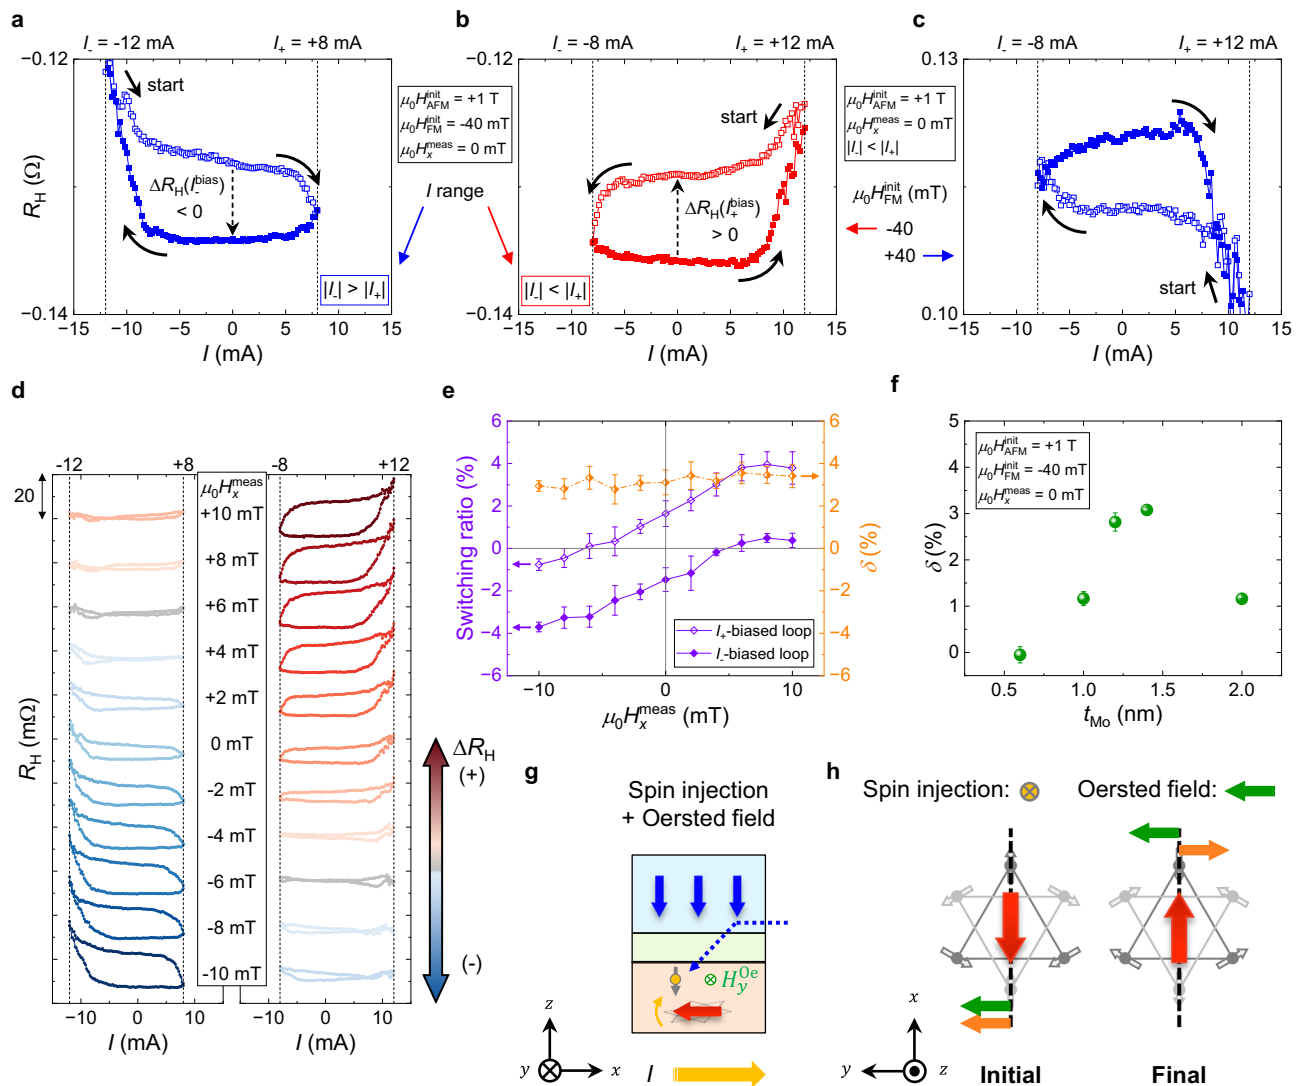 a
I₋ = -12 mA
I₊ = +8 mA
−0.12
start
ΔR_H(I₋^bias)
< 0
|I₋| > |I₊|
R_H (Ω)
−0.14
−15 −10 −5 0 5 10 15
I (mA)
μ₀H_AFM^init = +1 T
μ₀H_FM^init = -40 mT
μ₀H_x^meas = 0 mT
I range
b
I₋ = −8 mA
I₊ = +12 mA
−0.12
start
ΔR_H(I₊^bias)
> 0
|I₋| < |I₊|
−0.14
−15 −10 −5 0 5 10 15
I (mA)
c
I₋ = −8 mA
I₊ = +12 mA
0.13
μ₀H_AFM^init = +1 T
μ₀H_x^meas = 0 mT
|I₋| < |I₊|
μ₀H_FM^init (mT)
-40
+40
start
0.10
−15 −10 −5 0 5 10 15
I (mA)
d
-12 +8
-8 +12
20
μ₀H_x^meas
+10 mT
+8 mT
+6 mT
+4 mT
+2 mT
0 mT
-2 mT
-4 mT
-6 mT
-8 mT
-10 mT
R_H (mΩ)
−10 0 10
I (mA)
−10 0 10
I (mA)
ΔR_H
(+)
(-)
e
6
4
2
0
−2
−4
−6
Switching ratio (%)
6
4
2
0
−2
−4
−6
δ (%)
I₊-biased loop
I₋-biased loop
−10 0 10
μ₀H_x^meas (mT)
f
μ₀H_AFM^init = +1 T
μ₀H_FM^init = -40 mT
μ₀H_x^meas = 0 mT
5
4
3
2
1
0
δ (%)
0.5 1.0 1.5 2.0
t_Mo (nm)
g
Spin injection
+ Oersted field
H_y^Oe
z
y
x
I
h
Spin injection:
Oersted field:
x
y
z
Initial
Final